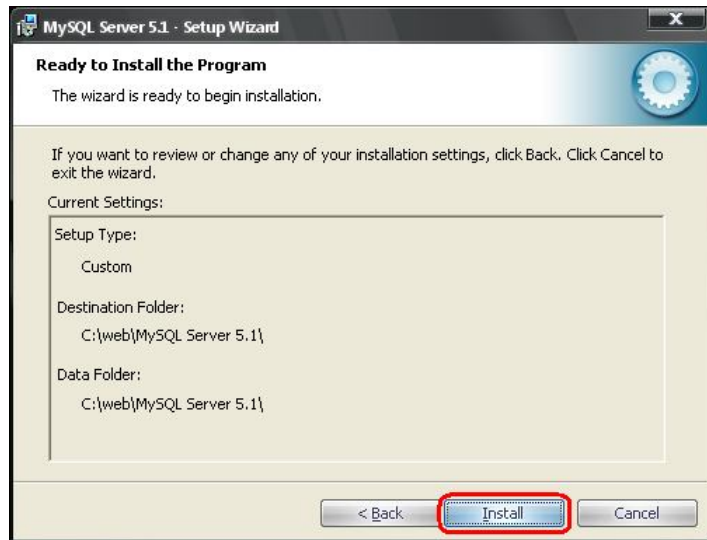 MySQL Server 5.1 - Setup Wizard
Ready to Install the Program
The wizard is ready to begin installation.
If you want to review or change any of your installation settings, click Back. Click Cancel to
exit the wizard.
Current Settings:
Setup Type:
Custom
Destination Folder:
C:\web\MySQL Server 5.1\
Data Folder:
C:\web\MySQL Server 5.1\
< Back Install Cancel